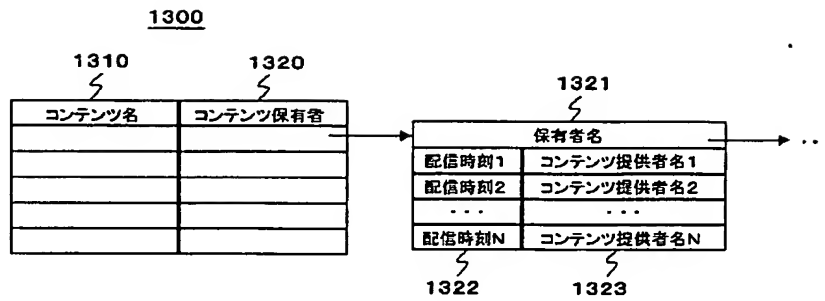 1300
1310 1320
コンテンツ名 コンテンツ保有者
1321
保有者名
配信時刻1 コンテンツ提供者名1
配信時刻2 コンテンツ提供者名2
・・・ ・・・
配信時刻N コンテンツ提供者名N
1322 1323